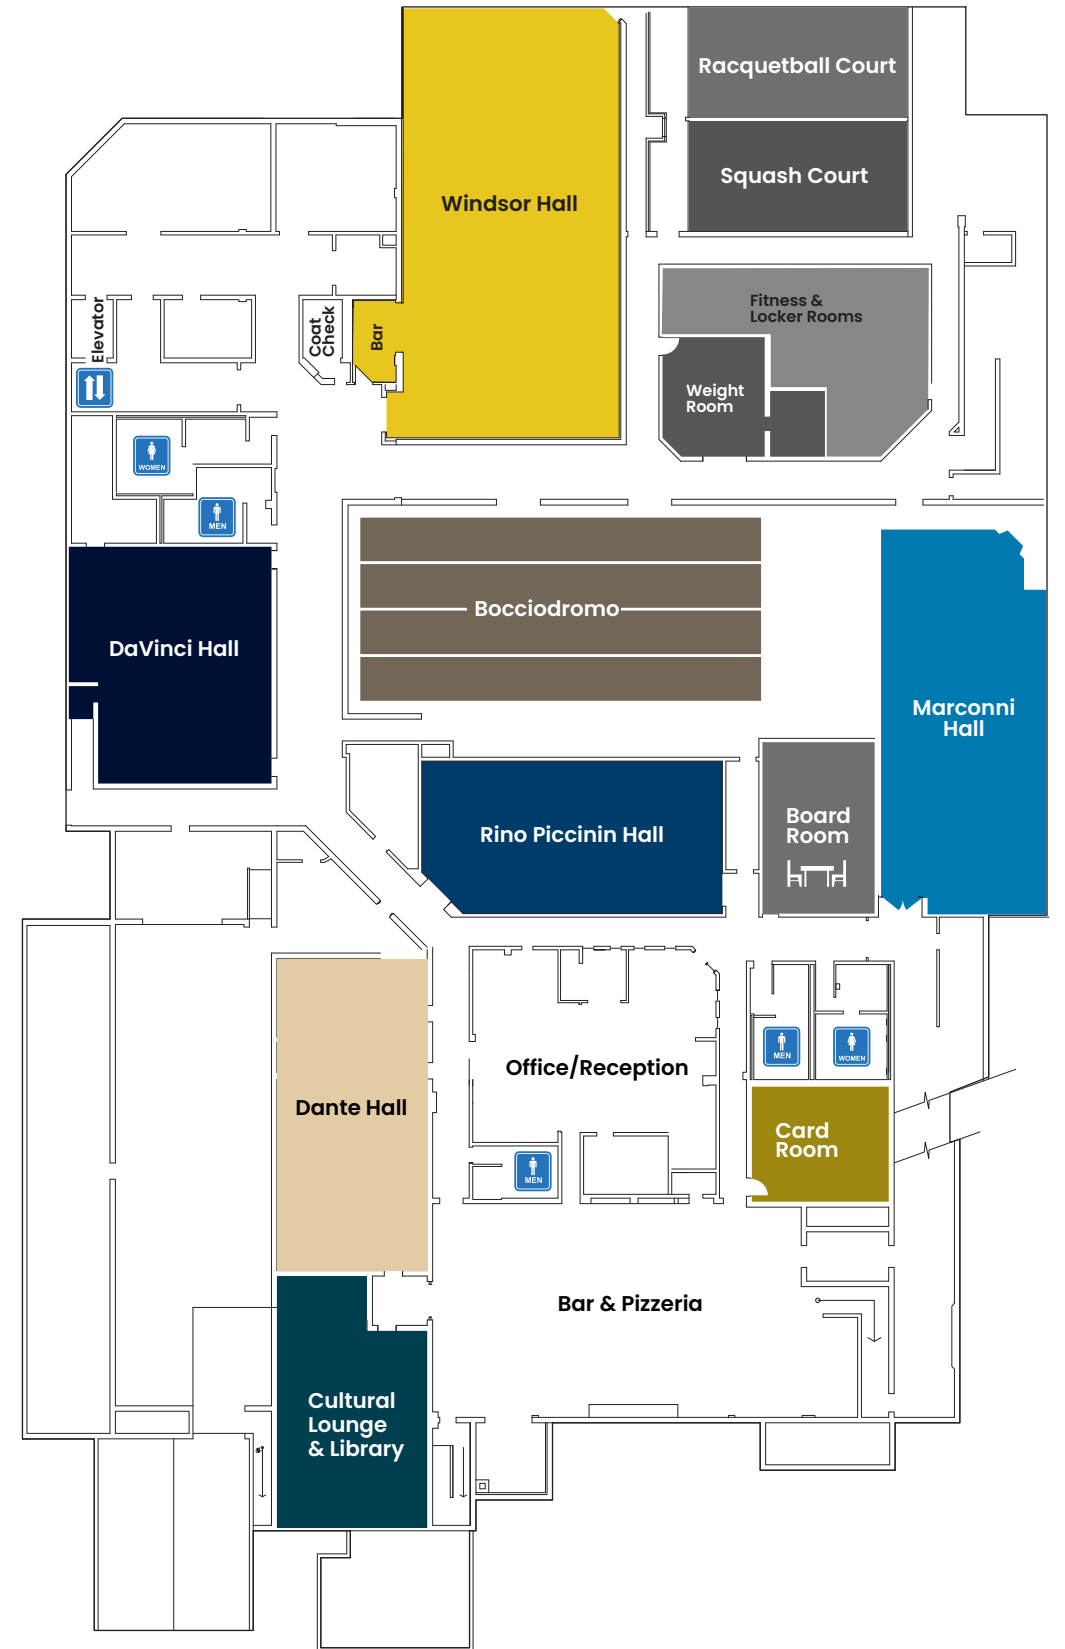 Racquetball Court
Squash Court
Windsor Hall
Fitness &
Locker Rooms
Elevator
Coat
Check
Bar
Weight
Room
WOMEN
MEN
Bocciodromo
DaVinci Hall
Marconni
Hall
Board
Room
Rino Piccinin Hall
Office/Reception
MEN
WOMEN
Dante Hall
Card
Room
MEN
Bar & Pizzeria
Cultural
Lounge
& Library